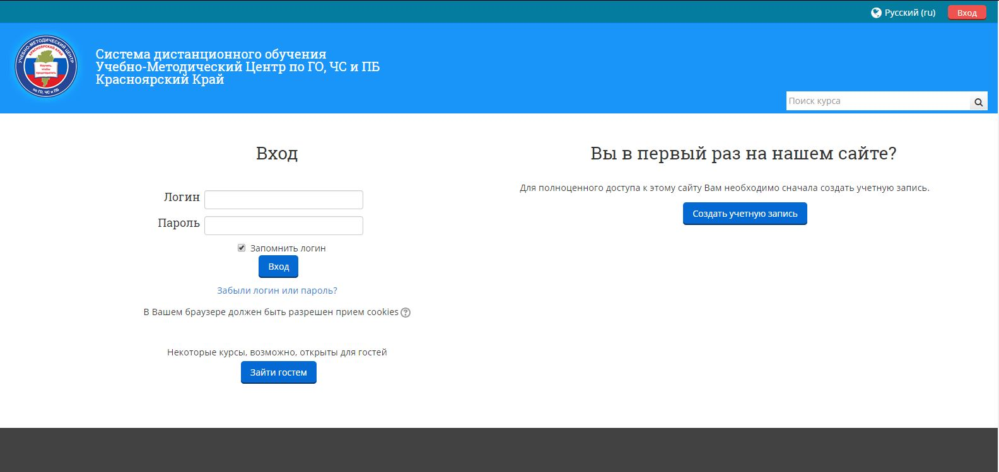 Русский (ru)
Вход
УЧЕБНО-МЕТОДИЧЕСКИЙ ЦЕНТР
КРАСНОЯРСКИЙ КРАЙ
Изучить,
чтобы
предотвратить
по ГО, ЧС и ПБ
Система дистанционного обучения
Учебно-Методический Центр по ГО, ЧС и ПБ
Красноярский Край
Поиск курса
Вход
Логин
Пароль
Запомнить логин
Вход
Забыли логин или пароль?
В Вашем браузере должен быть разрешен прием cookies
Некоторые курсы, возможно, открыты для гостей
Зайти гостем
Вы в первый раз на нашем сайте?
Для полноценного доступа к этому сайту Вам необходимо сначала создать учетную запись.
Создать учетную запись